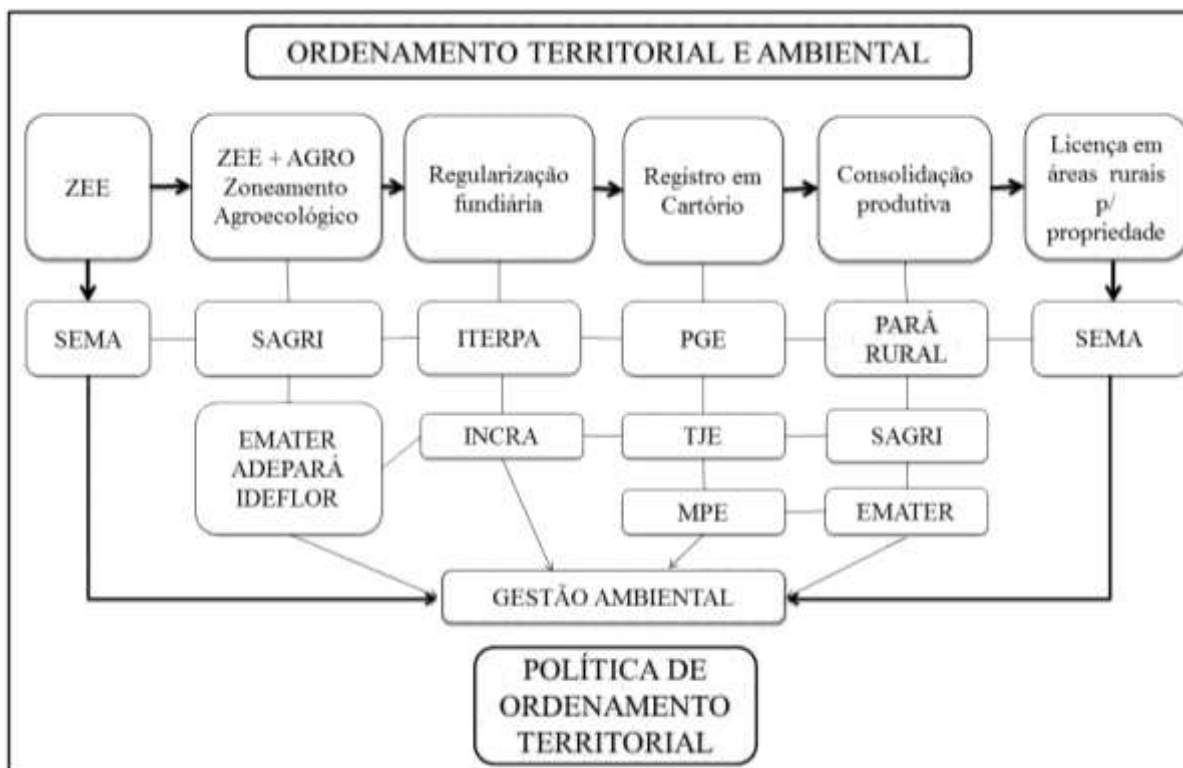 ORDENAMENTO TERRITORIAL E AMBIENTAL
ZEE
ZEE + AGRO
Zoneamento
Agroecológico
Regularização
fundiária
Registro em
Cartório
Consolidação
produtiva
Licença em
áreas rurais
p/
propriedade
SEMA
SAGRI
ITERPA
PGE
PARÁ
RURAL
SEMA
EMATER
ADEPARÁ
IDEFLOR
INCRA
TJE
SAGRI
MPE
EMATER
GESTÃO AMBIENTAL
POLÍTICA DE
ORDENAMENTO
TERRITORIAL